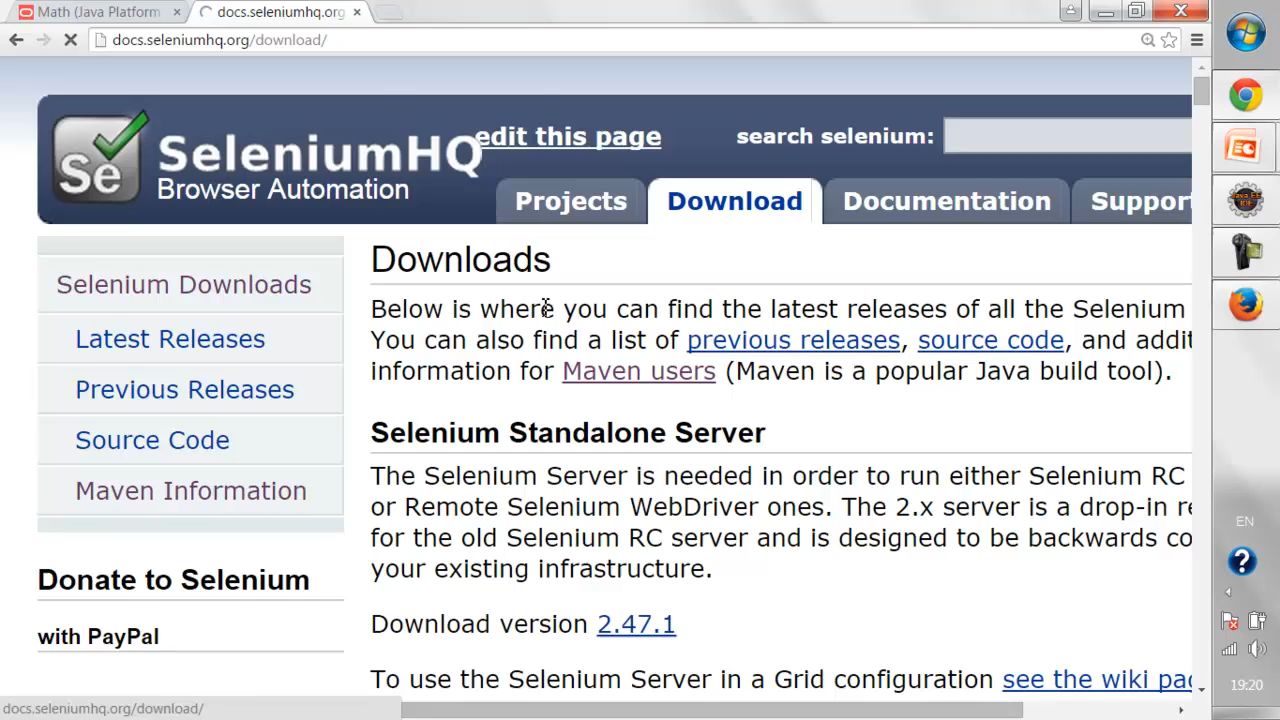 Math (Java Platform
docs.seleniumhq.org
docs.seleniumhq.org/download/
Se
SeleniumHQ
Browser Automation
edit this page
search selenium:
Projects
Download
Documentation
Support
Selenium Downloads
Latest Releases
Previous Releases
Source Code
Maven Information
Donate to Selenium
with PayPal
Downloads
Below is where you can find the latest releases of all the Selenium
You can also find a list of previous releases, source code, and addit
information for Maven users (Maven is a popular Java build tool).
Selenium Standalone Server
The Selenium Server is needed in order to run either Selenium RC
or Remote Selenium WebDriver ones. The 2.x server is a drop-in re
for the old Selenium RC server and is designed to be backwards co
your existing infrastructure.
Download version 2.47.1
To use the Selenium Server in a Grid configuration see the wiki pag
docs.seleniumhq.org/download/
Java EE
IDE
EN
19:20